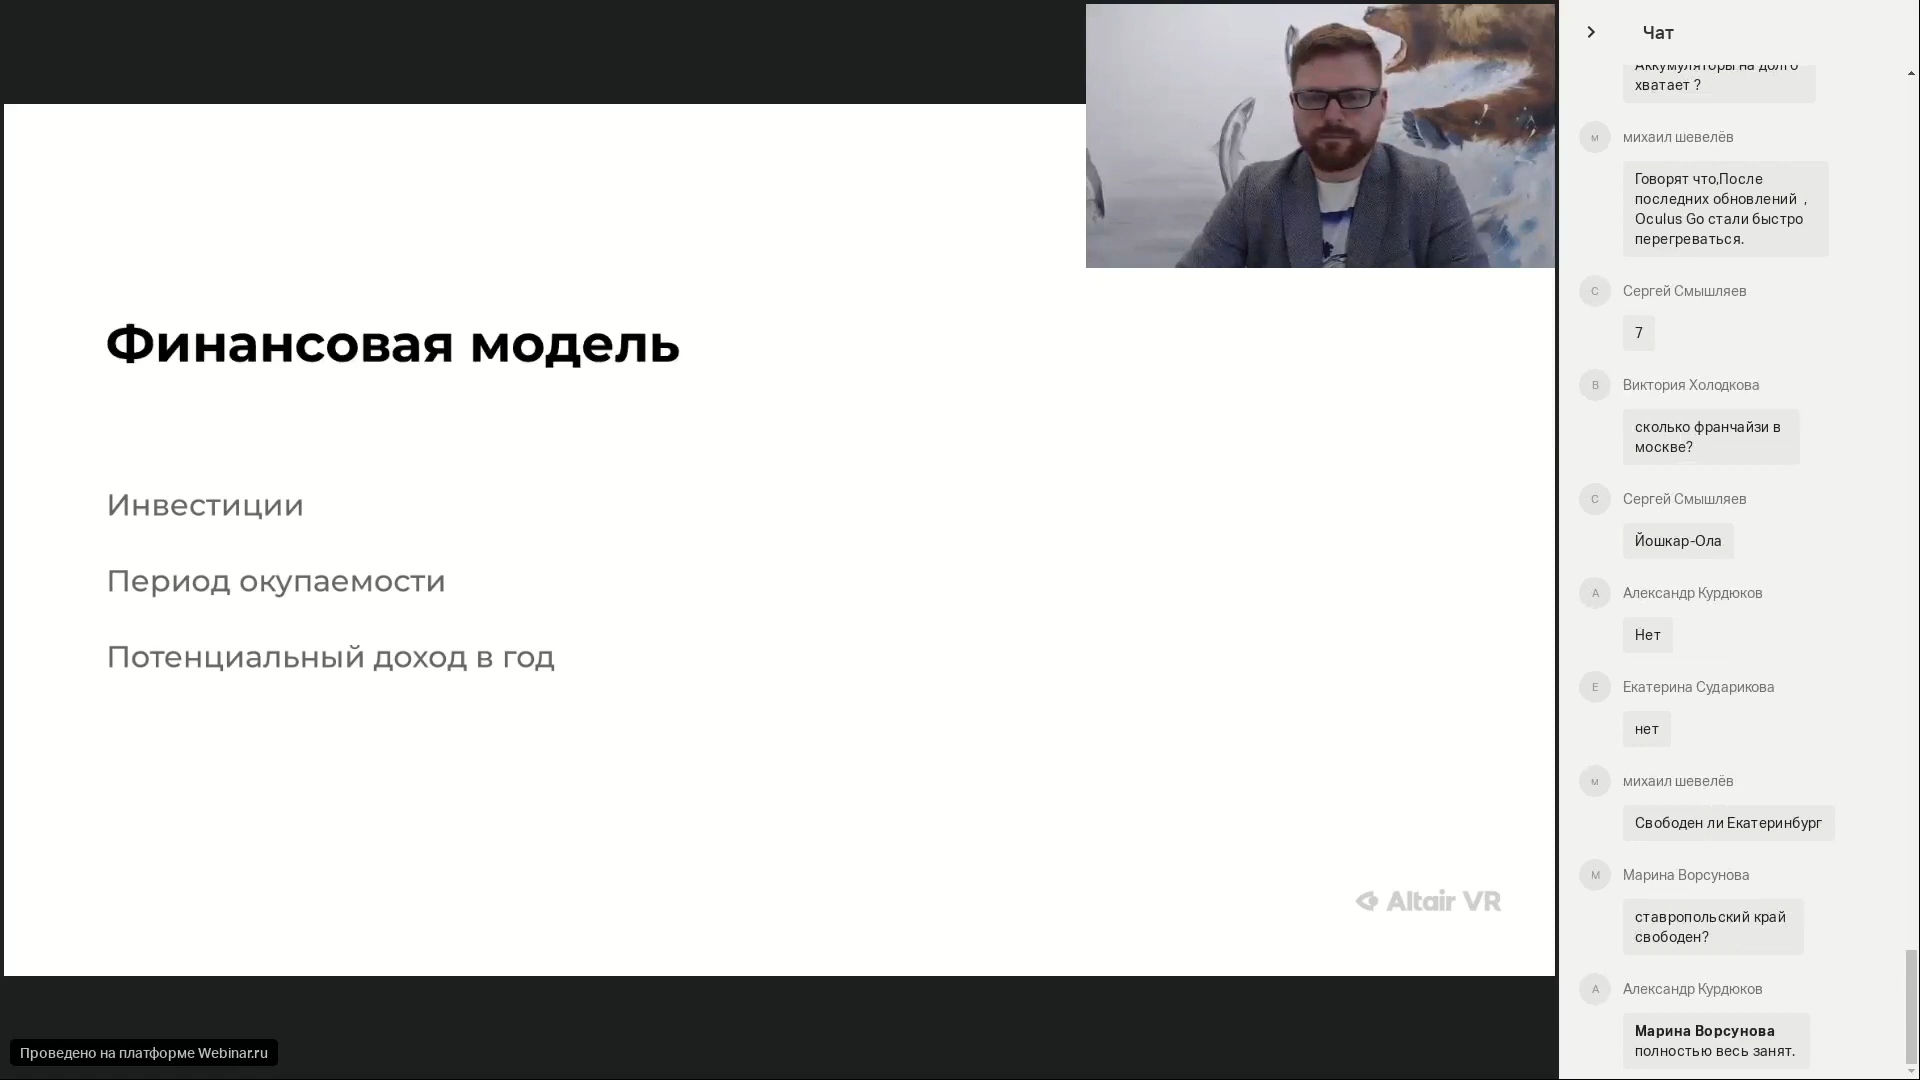 Финансовая модель
Инвестиции
Период окупаемости
Потенциальный доход в год
Altair VR
Проведено на платформе Webinar.ru
Чат
Аккумуляторы на долго
хватает ?
м
михаил шевелёв
Говорят что,После
последних обновлений ,
Oculus Go стали быстро
перегреваться.
С
Сергей Смышляев
7
В
Виктория Холодкова
сколько франчайзи в
москве?
С
Сергей Смышляев
Йошкар-Ола
А
Александр Курдюков
Нет
Е
Екатерина Сударикова
нет
м
михаил шевелёв
Свободен ли Екатеринбург
М
Марина Ворсунова
ставропольский край
свободен?
А
Александр Курдюков
Марина Ворсунова
полностью весь занят.